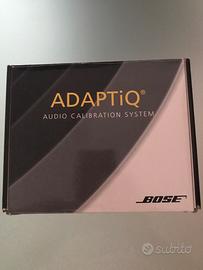 ADAPTiQ®
AUDIO CALIBRATION SYSTEM
BOSE
subito